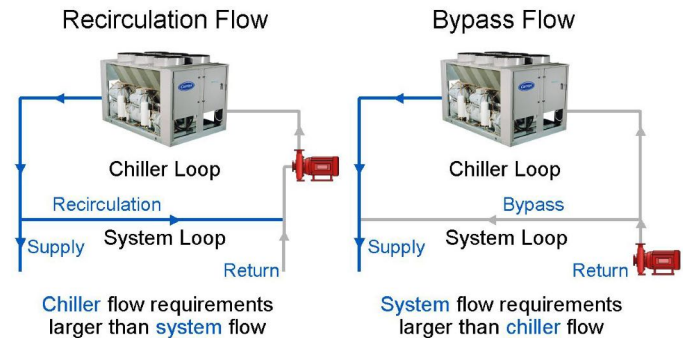 Recirculation Flow
Chiller Loop
Recirculation
System Loop
Supply
Return
Chiller flow requirements
larger than system flow
Bypass Flow
Chiller Loop
Bypass
System Loop
Supply
Return
System flow requirements
larger than chiller flow